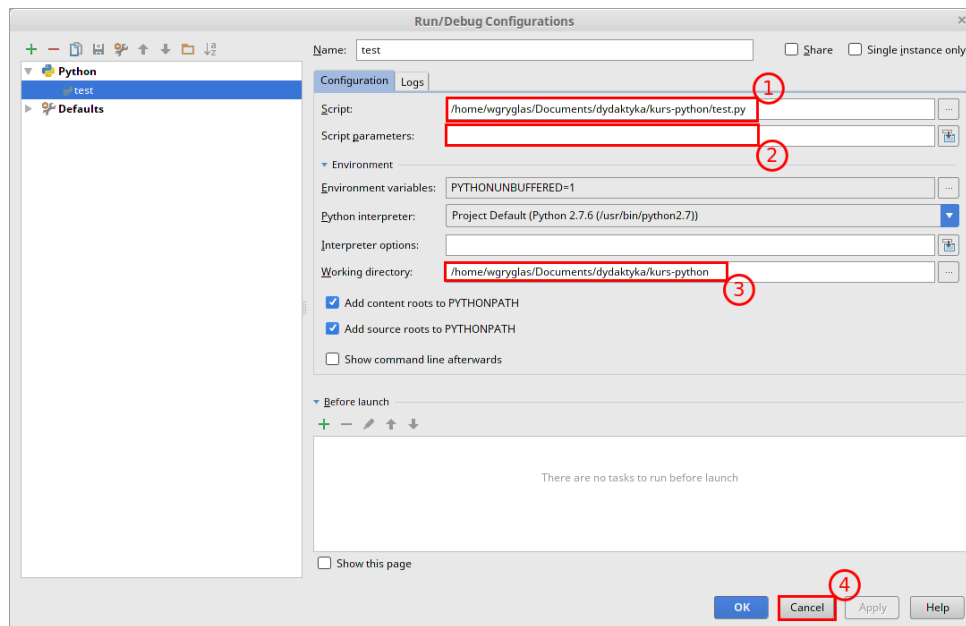 Run/Debug Configurations
Name: test Share Single instance only
Python
test
Defaults
Configuration Logs
1
Script: /home/wgryglas/Documents/dydaktyka/kurs-python/test.py ...
Script parameters:
2
Environment
Environment variables: PYTHONUNBUFFERED=1 ...
Python interpreter: Project Default (Python 2.7.6 (/usr/bin/python2.7))
Interpreter options:
Working directory: /home/wgryglas/Documents/dydaktyka/kurs-python ...
3
Add content roots to PYTHONPATH
Add source roots to PYTHONPATH
Show command line afterwards
Before launch
There are no tasks to run before launch
Show this page
4
OK Cancel Apply Help